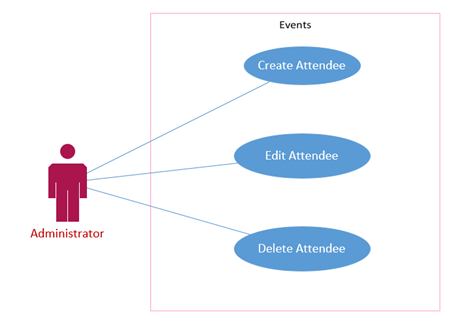 Events
Create Attendee
Edit Attendee
Administrator
Delete Attendee